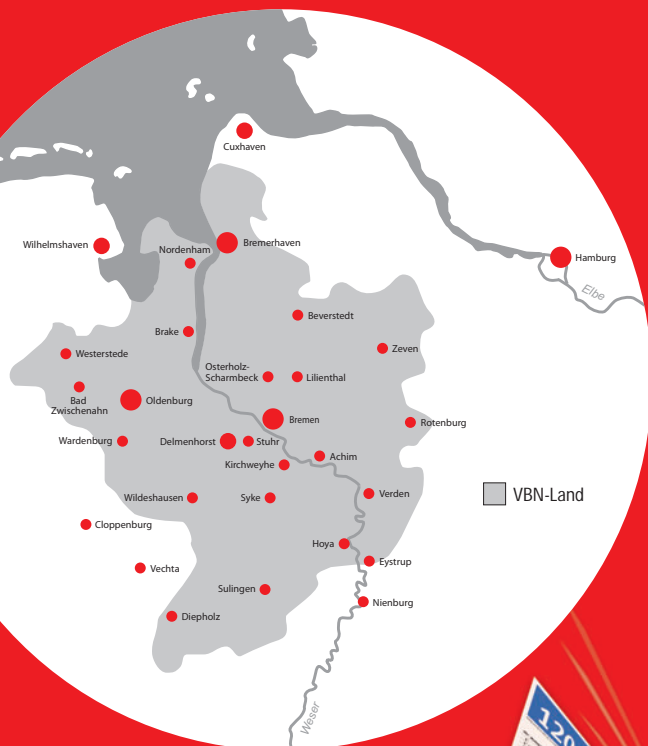 Cuxhaven
Wilhelmshaven
Nordenham
Bremerhaven
Hamburg
Elbe
Beverstedt
Brake
Zeven
Westerstede
Osterholz-
Scharmbeck
Lilienthal
Bad
Zwischenahn
Oldenburg
Bremen
Rotenburg
Wardenburg
Delmenhorst
Stuhr
Achim
Kirchweyhe
Wildeshausen
Syke
Verden
VBN-Land
Cloppenburg
Hoya
Eystrup
Vechta
Sulingen
Nienburg
Diepholz
Weser